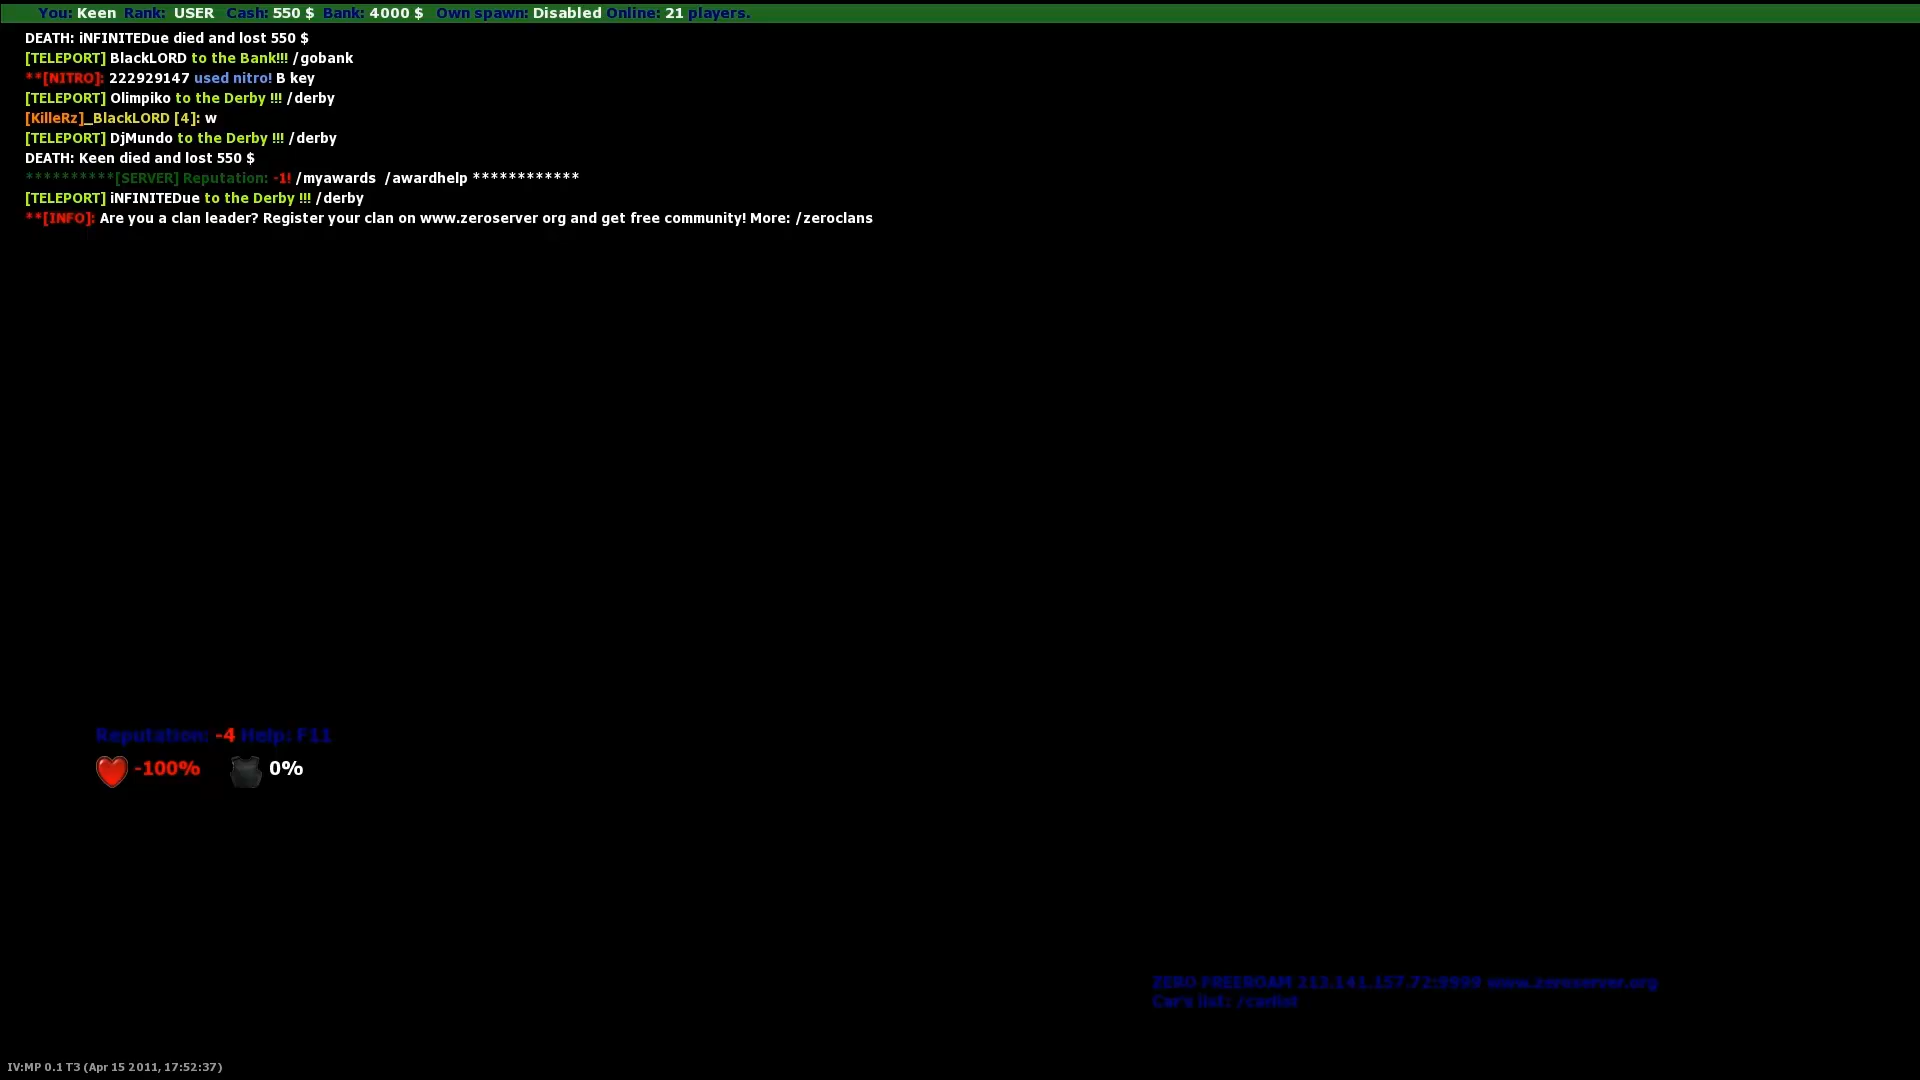 You: Keen Rank: USER Cash: 550 $ Bank: 4000 $ Own spawn: Disabled Online: 21 players.
DEATH: iNFINITEDue died and lost 550 $
[TELEPORT] BlackLORD to the Bank!!! /gobank
**[NITRO]: 222929147 used nitro! B key
[TELEPORT] Olimpiko to the Derby !!! /derby
[KilleRz]_BlackLORD [4]: w
[TELEPORT] DjMundo to the Derby !!! /derby
DEATH: Keen died and lost 550 $
**********[SERVER] Reputation: -1! /myawards /awardhelp ************
[TELEPORT] iNFINITEDue to the Derby !!! /derby
**[INFO]: Are you a clan leader? Register your clan on www.zeroserver org and get free community! More: /zeroclans
Reputation: -4 Help: F11
-100% 0%
ZERO FREEROAM 213.141.157.72:9999 www.zeroserver.org
Car's list: /carlist
IV:MP 0.1 T3 (Apr 15 2011, 17:52:37)